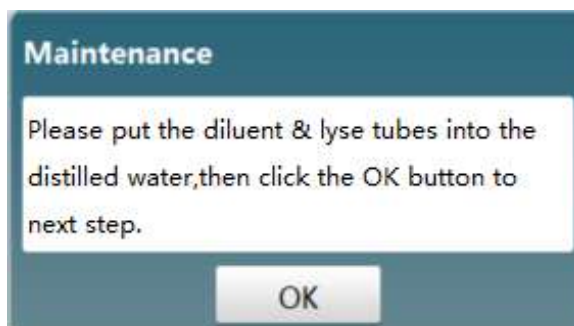 Maintenance
Please put the diluent & lyse tubes into the
distilled water,then click the OK button to
next step.
OK